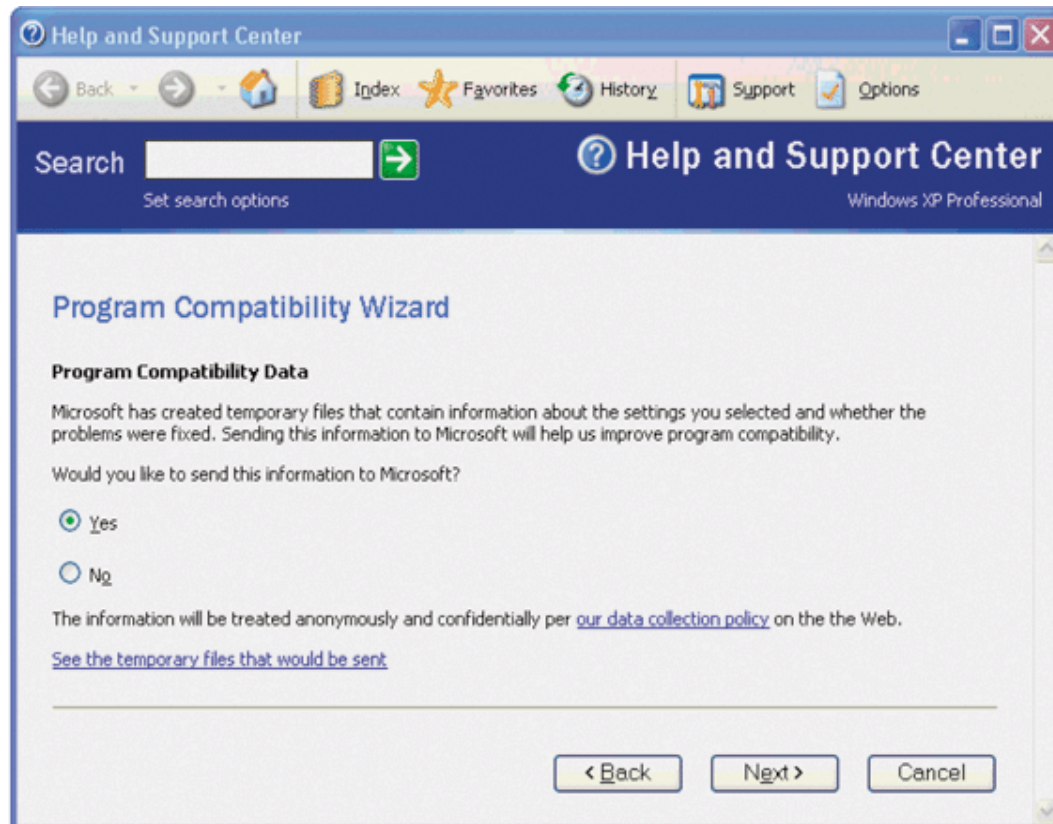 Help and Support Center
Back Index Favorites History Support Options
Search Help and Support Center
Set search options Windows XP Professional
Program Compatibility Wizard
Program Compatibility Data
Microsoft has created temporary files that contain information about the settings you selected and whether the
problems were fixed. Sending this information to Microsoft will help us improve program compatibility.
Would you like to send this information to Microsoft?
Yes
No
The information will be treated anonymously and confidentially per our data collection policy on the the Web.
See the temporary files that would be sent
< Back Next > Cancel